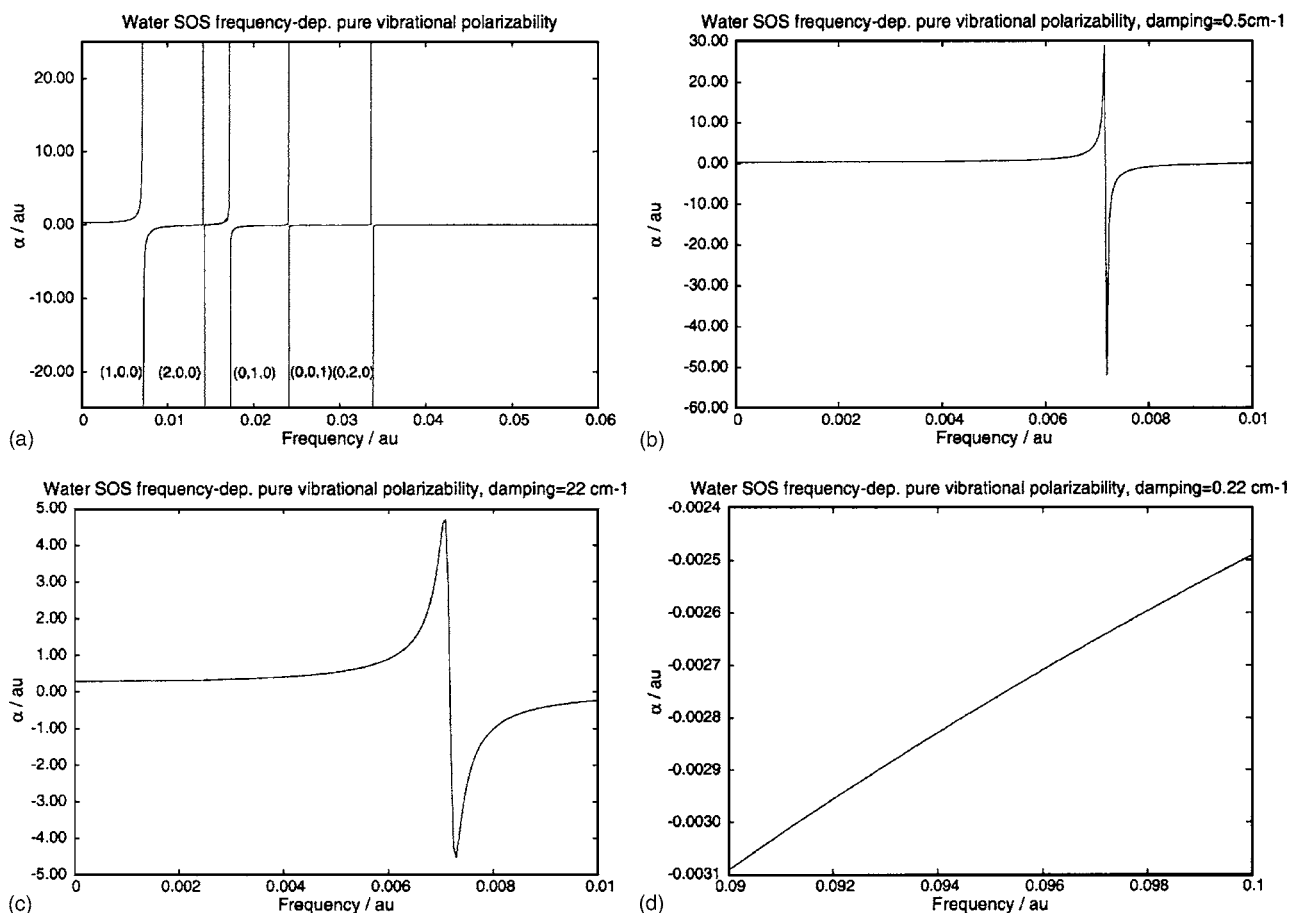 Water SOS frequency-dep. pure vibrational polarizability
20.00
10.00
0.00
-10.00
-20.00
α / au
(1,0,0) (2,0,0) (0,1,0) (0,0,1)(0,2,0)
0 0.01 0.02 0.03 0.04 0.05 0.06
Frequency / au
(a)
Water SOS frequency-dep. pure vibrational polarizability, damping=0.5cm-1
30.00
20.00
10.00
0.00
-10.00
-20.00
-30.00
-40.00
-50.00
-60.00
α / au
0 0.002 0.004 0.006 0.008 0.01
Frequency / au
(b)
Water SOS frequency-dep. pure vibrational polarizability, damping=22 cm-1
5.00
4.00
3.00
2.00
1.00
0.00
-1.00
-2.00
-3.00
-4.00
-5.00
α / au
0 0.002 0.004 0.006 0.008 0.01
Frequency / au
(c)
Water SOS frequency-dep. pure vibrational polarizability, damping=0.22 cm-1
-0.0024
-0.0025
-0.0026
-0.0027
-0.0028
-0.0029
-0.0030
-0.0031
α / au
0.09 0.092 0.094 0.096 0.098 0.1
Frequency / au
(d)